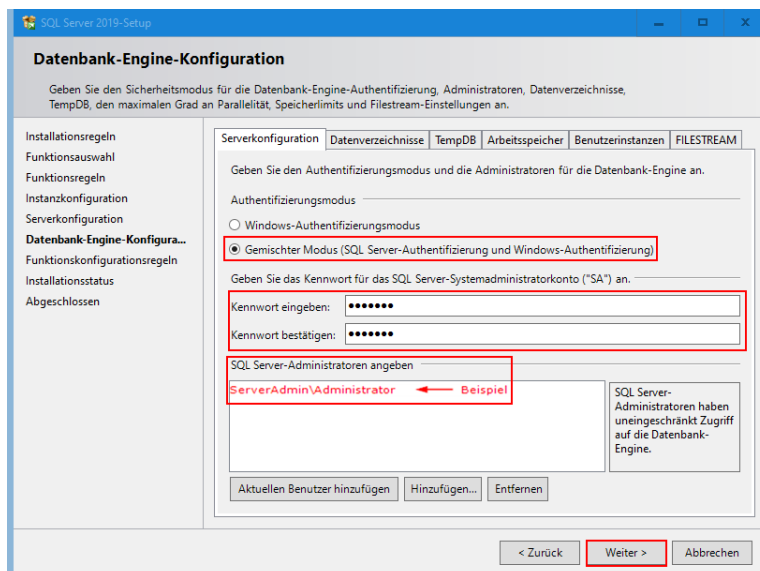 SQL Server 2019-Setup
Datenbank-Engine-Konfiguration
Geben Sie den Sicherheitsmodus für die Datenbank-Engine-Authentifizierung, Administratoren, Datenverzeichnisse,
TempDB, den maximalen Grad an Parallelität, Speicherlimits und Filestream-Einstellungen an.
Installationsregeln
Funktionsauswahl
Funktionsregeln
Instanzkonfiguration
Serverkonfiguration
Datenbank-Engine-Konfigura...
Funktionskonfigurationsregeln
Installationsstatus
Abgeschlossen
Serverkonfiguration Datenverzeichnisse TempDB Arbeitsspeicher Benutzerinstanzen FILESTREAM
Geben Sie den Authentifizierungsmodus und die Administratoren für die Datenbank-Engine an.
Authentifizierungsmodus
Windows-Authentifizierungsmodus
Gemischter Modus (SQL Server-Authentifizierung und Windows-Authentifizierung)
Geben Sie das Kennwort für das SQL Server-Systemadministratorkonto ("SA") an.
Kennwort eingeben: ●●●●●●●
Kennwort bestätigen: ●●●●●●●
SQL Server-Administratoren angeben
ServerAdmin\Administrator Beispiel
SQL Server-
Administratoren haben
uneingeschränkt Zugriff
auf die Datenbank-
Engine.
Aktuellen Benutzer hinzufügen Hinzufügen... Entfernen
< Zurück Weiter > Abbrechen